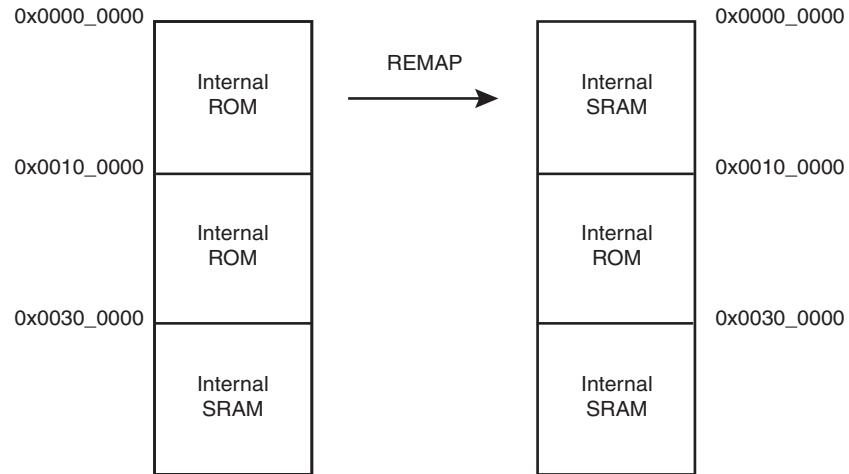 0x0000_0000
0x0000_0000
Internal
ROM
REMAP
Internal
SRAM
0x0010_0000
0x0010_0000
Internal
ROM
Internal
ROM
0x0030_0000
0x0030_0000
Internal
SRAM
Internal
SRAM